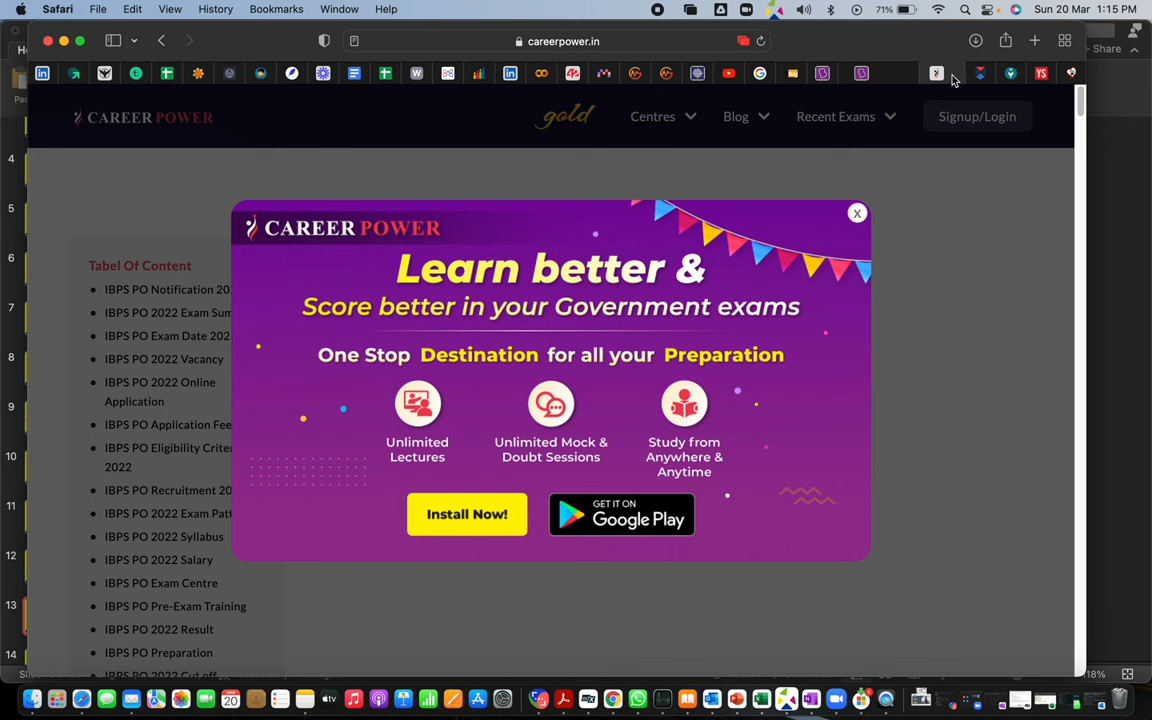 Safari File Edit View History Bookmarks Window Help 71% Sun 20 Mar 1:15 PM
careerpower.in
Share
CAREER POWER gold Centres Blog Recent Exams Signup/Login
X
CAREER POWER
Learn better &
Score better in your Government exams
One Stop Destination for all your Preparation
Unlimited
Lectures
Unlimited Mock &
Doubt Sessions
Study from
Anywhere &
Anytime
Install Now!
GET IT ON
Google Play
Tabel Of Content
IBPS PO Notification 20
IBPS PO 2022 Exam Sum
IBPS PO Exam Date 202
IBPS PO 2022 Vacancy
IBPS PO 2022 Online
Application
IBPS PO Application Fee
IBPS PO Eligibility Criter
2022
IBPS PO Recruitment 20
IBPS PO 2022 Exam Pat
IBPS PO 2022 Syllabus
IBPS PO 2022 Salary
IBPS PO Exam Centre
IBPS PO Pre-Exam Training
IBPS PO 2022 Result
IBPS PO Preparation
IBPS PO 2022 Cut off
4
5
6
7
8
9
10
11
12
13
14